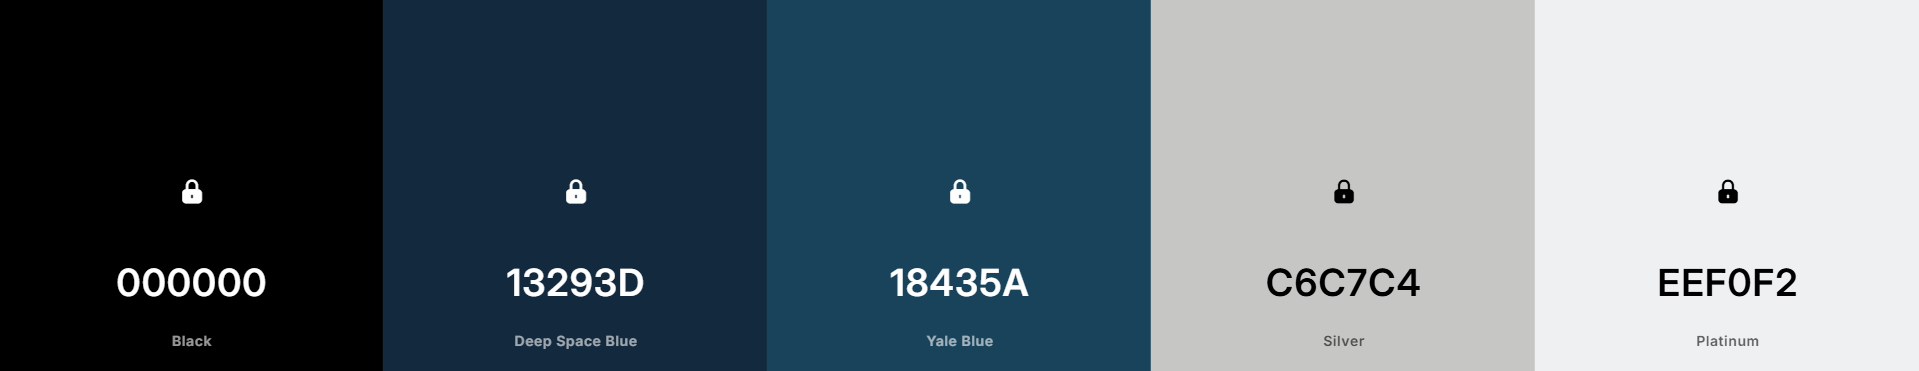 000000
Black
13293D
Deep Space Blue
18435A
Yale Blue
C6C7C4
Silver
EEF0F2
Platinum